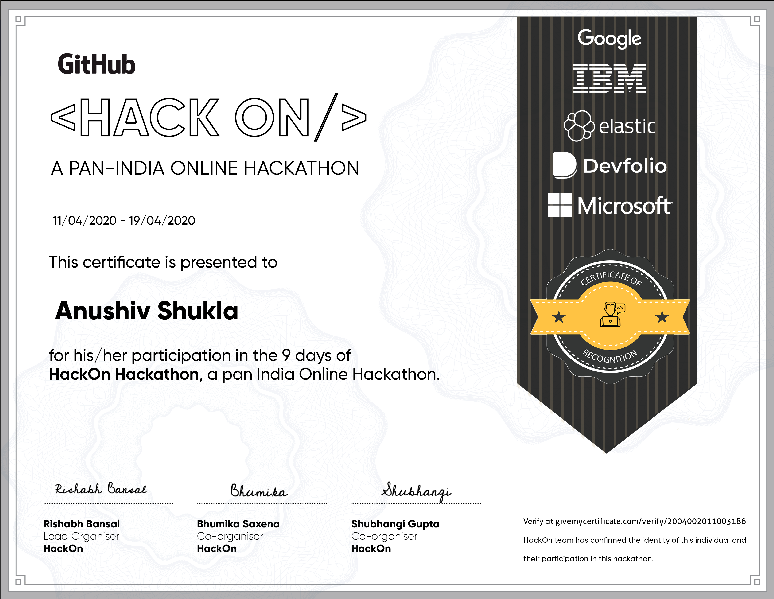 GitHub
<HACK ON/>
A PAN-INDIA ONLINE HACKATHON
11/04/2020 - 19/04/2020
This certificate is presented to
Anushiv Shukla
for his/her participation in the 9 days of
HackOn Hackathon, a pan India Online Hackathon.
Google
IBM
elastic
Devfolio
Microsoft
CERTIFICATE OF
RECOGNITION
Rishabh Bansal
Bhumika
Shubhangi
Rishabh Bansal
Lead Organiser
HackOn
Bhumika Saxena
Co-organiser
HackOn
Shubhangi Gupta
Co-organiser
HackOn
Verify at givemycertificate.com/verify/
HackOn team has confirmed the identity of this individual and
their participation in this hackathon.